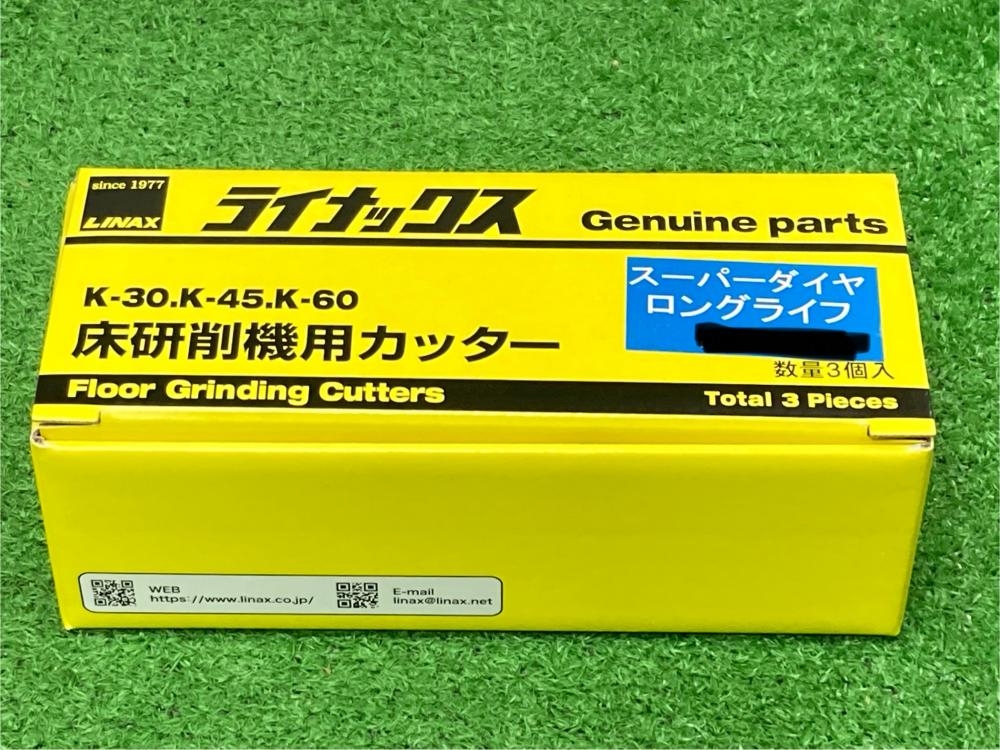 since 1977
LINAX
ライナックス
Genuine parts
K-30.K-45.K-60
床研削機用カッター
スーパーダイヤ
ロングライフ
数量3個入
Floor Grinding Cutters
Total 3 Pieces
WEB
https://www.linax.co.jp/
E-mail
linax@linax.net